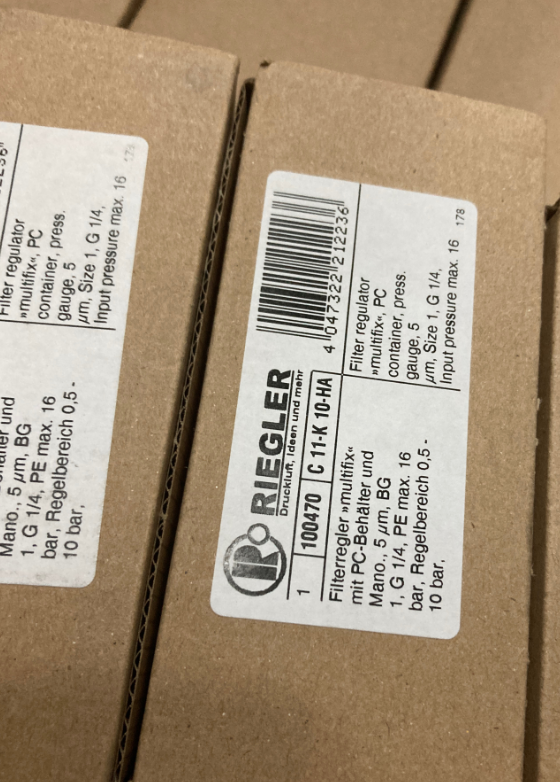 RIEGLER
Druckluft, Ideen und mehr
4 047322 212236
1 100470 C 11-K 10-HA
Filterregler »multifix«
mit PC-Behälter und
Mano., 5 µm, BG
1, G 1/4, PE max. 16
bar, Regelbereich 0,5 -
10 bar,
Filter regulator
»multifix«, PC
container, press.
gauge, 5
µm, Size 1, G 1/4,
Input pressure max. 16
178
und
Mano., 5 µm, BG
1, G 1/4, PE max. 16
bar, Regelbereich 0,5 -
10 bar,
Filter regulator
»multifix«, PC
container, press.
gauge, 5
µm, Size 1, G 1/4,
Input pressure max. 16